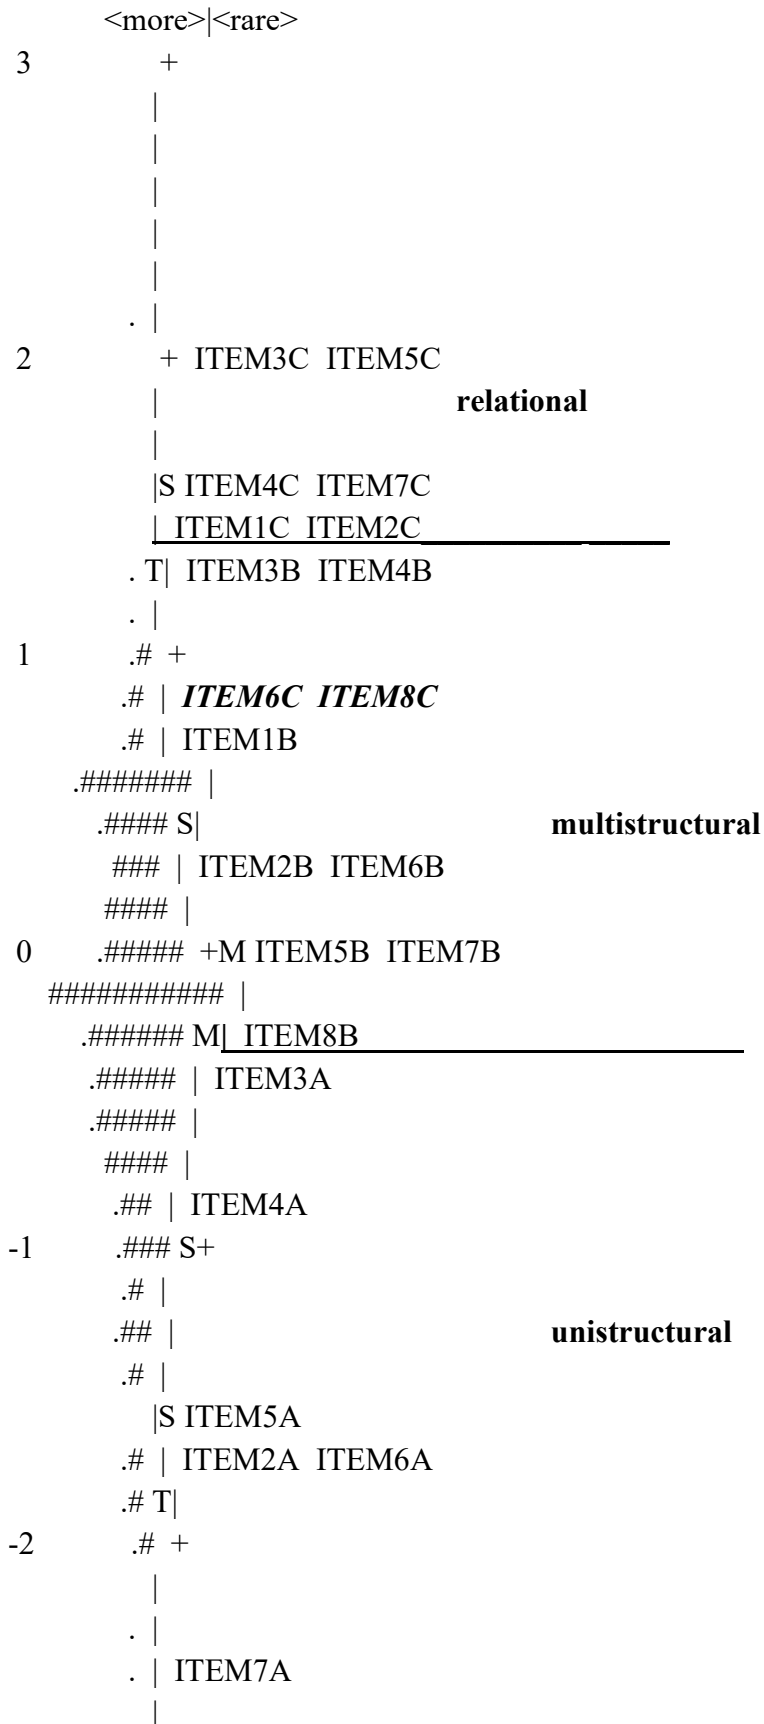 <more>|<rare>
3 +
|
|
|
|
|
. |
2 + ITEM3C ITEM5C
| relational
|
|S ITEM4C ITEM7C
| ITEM1C ITEM2C
. T| ITEM3B ITEM4B
. |
1 .# +
.# | ITEM6C ITEM8C
.# | ITEM1B
.####### |
.#### S| multistructural
### | ITEM2B ITEM6B
#### |
0 .##### +M ITEM5B ITEM7B
########### |
.###### M| ITEM8B
.##### | ITEM3A
.##### |
#### |
.## | ITEM4A
-1 .### S+
.# |
.## | unistructural
.# |
|S ITEM5A
.# | ITEM2A ITEM6A
.# T|
-2 .# +
|
. |
. | ITEM7A
|